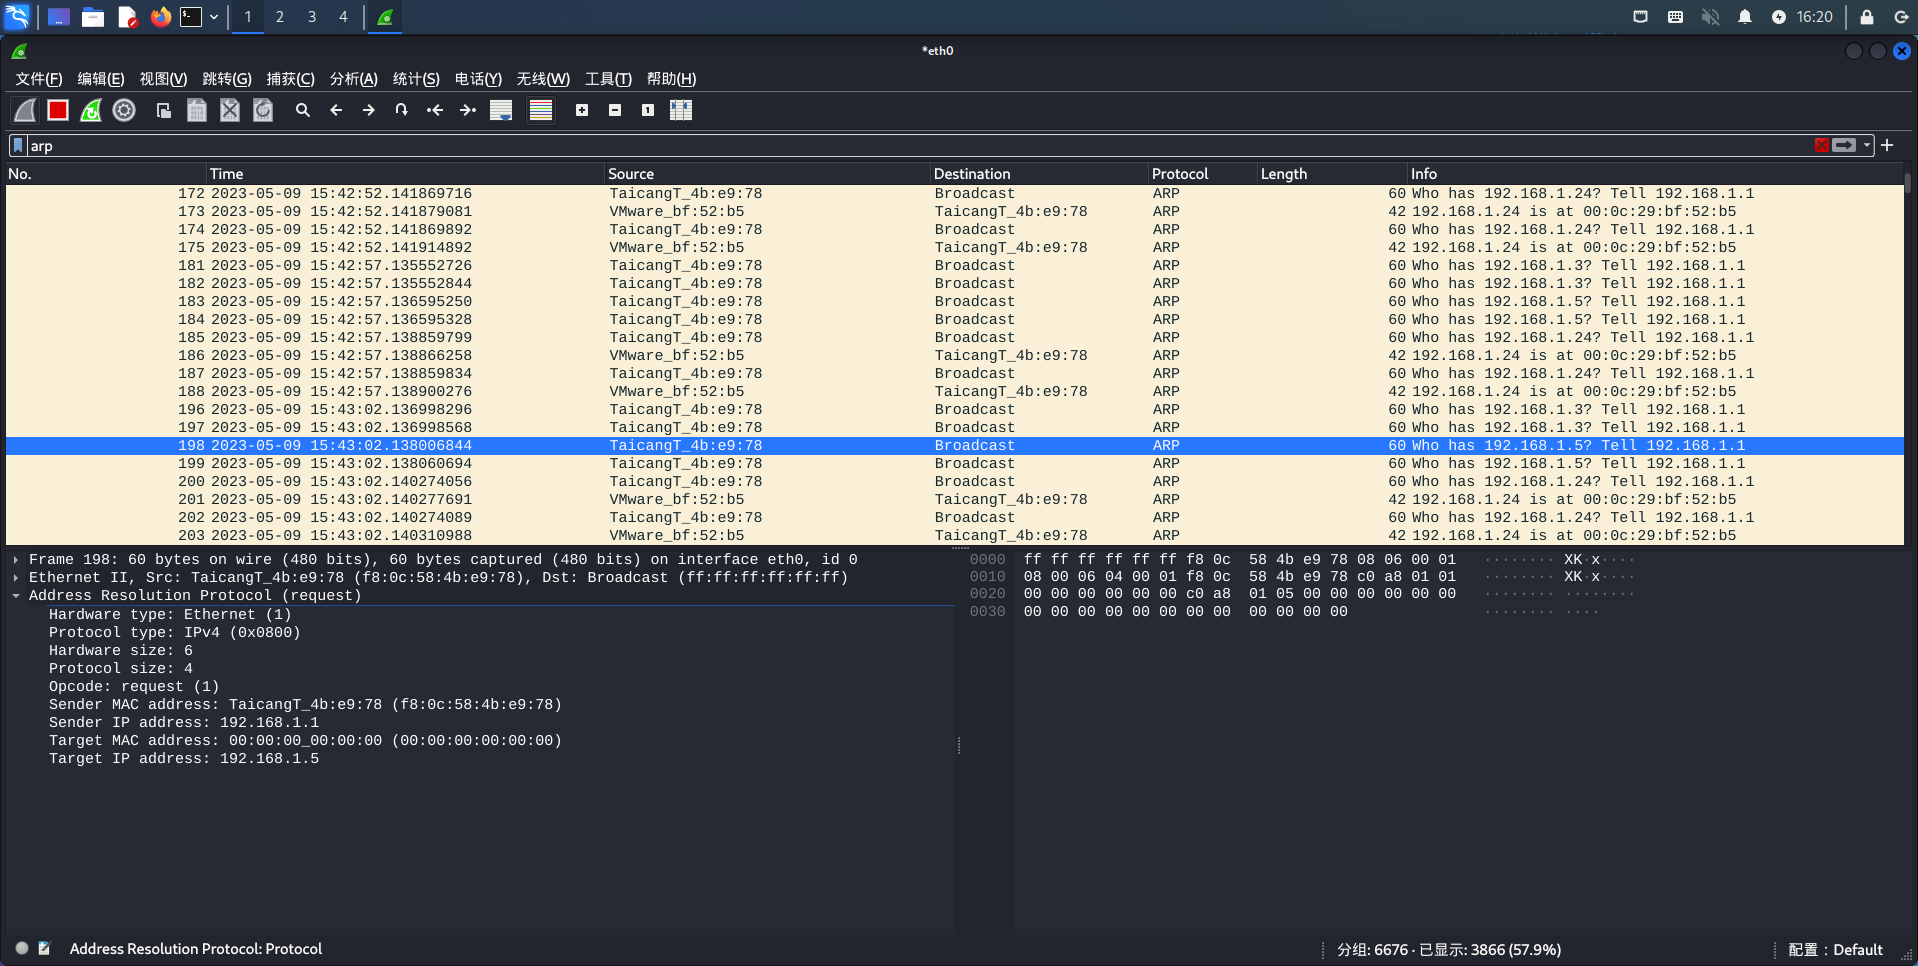 1 2 3 4 16:20
*eth0
文件(F) 编辑(E) 视图(V) 跳转(G) 捕获(C) 分析(A) 统计(S) 电话(Y) 无线(W) 工具(T) 帮助(H)
arp
No. Time Source Destination Protocol Length Info
172 2023-05-09 15:42:52.141869716 TaicangT_4b:e9:78 Broadcast ARP 60 Who has 192.168.1.24? Tell 192.168.1.1
173 2023-05-09 15:42:52.141879081 VMware_bf:52:b5 TaicangT_4b:e9:78 ARP 42 192.168.1.24 is at 00:0c:29:bf:52:b5
174 2023-05-09 15:42:52.141869892 TaicangT_4b:e9:78 Broadcast ARP 60 Who has 192.168.1.24? Tell 192.168.1.1
175 2023-05-09 15:42:52.141914892 VMware_bf:52:b5 TaicangT_4b:e9:78 ARP 42 192.168.1.24 is at 00:0c:29:bf:52:b5
181 2023-05-09 15:42:57.135552726 TaicangT_4b:e9:78 Broadcast ARP 60 Who has 192.168.1.3? Tell 192.168.1.1
182 2023-05-09 15:42:57.135552844 TaicangT_4b:e9:78 Broadcast ARP 60 Who has 192.168.1.3? Tell 192.168.1.1
183 2023-05-09 15:42:57.136595250 TaicangT_4b:e9:78 Broadcast ARP 60 Who has 192.168.1.5? Tell 192.168.1.1
184 2023-05-09 15:42:57.136595328 TaicangT_4b:e9:78 Broadcast ARP 60 Who has 192.168.1.5? Tell 192.168.1.1
185 2023-05-09 15:42:57.138859799 TaicangT_4b:e9:78 Broadcast ARP 60 Who has 192.168.1.24? Tell 192.168.1.1
186 2023-05-09 15:42:57.138866258 VMware_bf:52:b5 TaicangT_4b:e9:78 ARP 42 192.168.1.24 is at 00:0c:29:bf:52:b5
187 2023-05-09 15:42:57.138859834 TaicangT_4b:e9:78 Broadcast ARP 60 Who has 192.168.1.24? Tell 192.168.1.1
188 2023-05-09 15:42:57.138900276 VMware_bf:52:b5 TaicangT_4b:e9:78 ARP 42 192.168.1.24 is at 00:0c:29:bf:52:b5
196 2023-05-09 15:43:02.136998296 TaicangT_4b:e9:78 Broadcast ARP 60 Who has 192.168.1.3? Tell 192.168.1.1
197 2023-05-09 15:43:02.136998568 TaicangT_4b:e9:78 Broadcast ARP 60 Who has 192.168.1.3? Tell 192.168.1.1
198 2023-05-09 15:43:02.138006844 TaicangT_4b:e9:78 Broadcast ARP 60 Who has 192.168.1.5? Tell 192.168.1.1
199 2023-05-09 15:43:02.138060694 TaicangT_4b:e9:78 Broadcast ARP 60 Who has 192.168.1.5? Tell 192.168.1.1
200 2023-05-09 15:43:02.140274056 TaicangT_4b:e9:78 Broadcast ARP 60 Who has 192.168.1.24? Tell 192.168.1.1
201 2023-05-09 15:43:02.140277691 VMware_bf:52:b5 TaicangT_4b:e9:78 ARP 42 192.168.1.24 is at 00:0c:29:bf:52:b5
202 2023-05-09 15:43:02.140274089 TaicangT_4b:e9:78 Broadcast ARP 60 Who has 192.168.1.24? Tell 192.168.1.1
203 2023-05-09 15:43:02.140310988 VMware_bf:52:b5 TaicangT_4b:e9:78 ARP 42 192.168.1.24 is at 00:0c:29:bf:52:b5
Frame 198: 60 bytes on wire (480 bits), 60 bytes captured (480 bits) on interface eth0, id 0
Ethernet II, Src: TaicangT_4b:e9:78 (f8:0c:58:4b:e9:78), Dst: Broadcast (ff:ff:ff:ff:ff:ff)
Address Resolution Protocol (request)
Hardware type: Ethernet (1)
Protocol type: IPv4 (0x0800)
Hardware size: 6
Protocol size: 4
Opcode: request (1)
Sender MAC address: TaicangT_4b:e9:78 (f8:0c:58:4b:e9:78)
Sender IP address: 192.168.1.1
Target MAC address: 00:00:00_00:00:00 (00:00:00:00:00:00)
Target IP address: 192.168.1.5
0000 ff ff ff ff ff ff f8 0c 58 4b e9 78 08 06 00 01 ········ XK·x····
0010 08 00 06 04 00 01 f8 0c 58 4b e9 78 c0 a8 01 01 ········ XK·x····
0020 00 00 00 00 00 00 c0 a8 01 05 00 00 00 00 00 00 ········ ········
0030 00 00 00 00 00 00 00 00 00 00 00 00 ········ ····
Address Resolution Protocol: Protocol
分组: 6676 · 已显示: 3866 (57.9%)
配置：Default